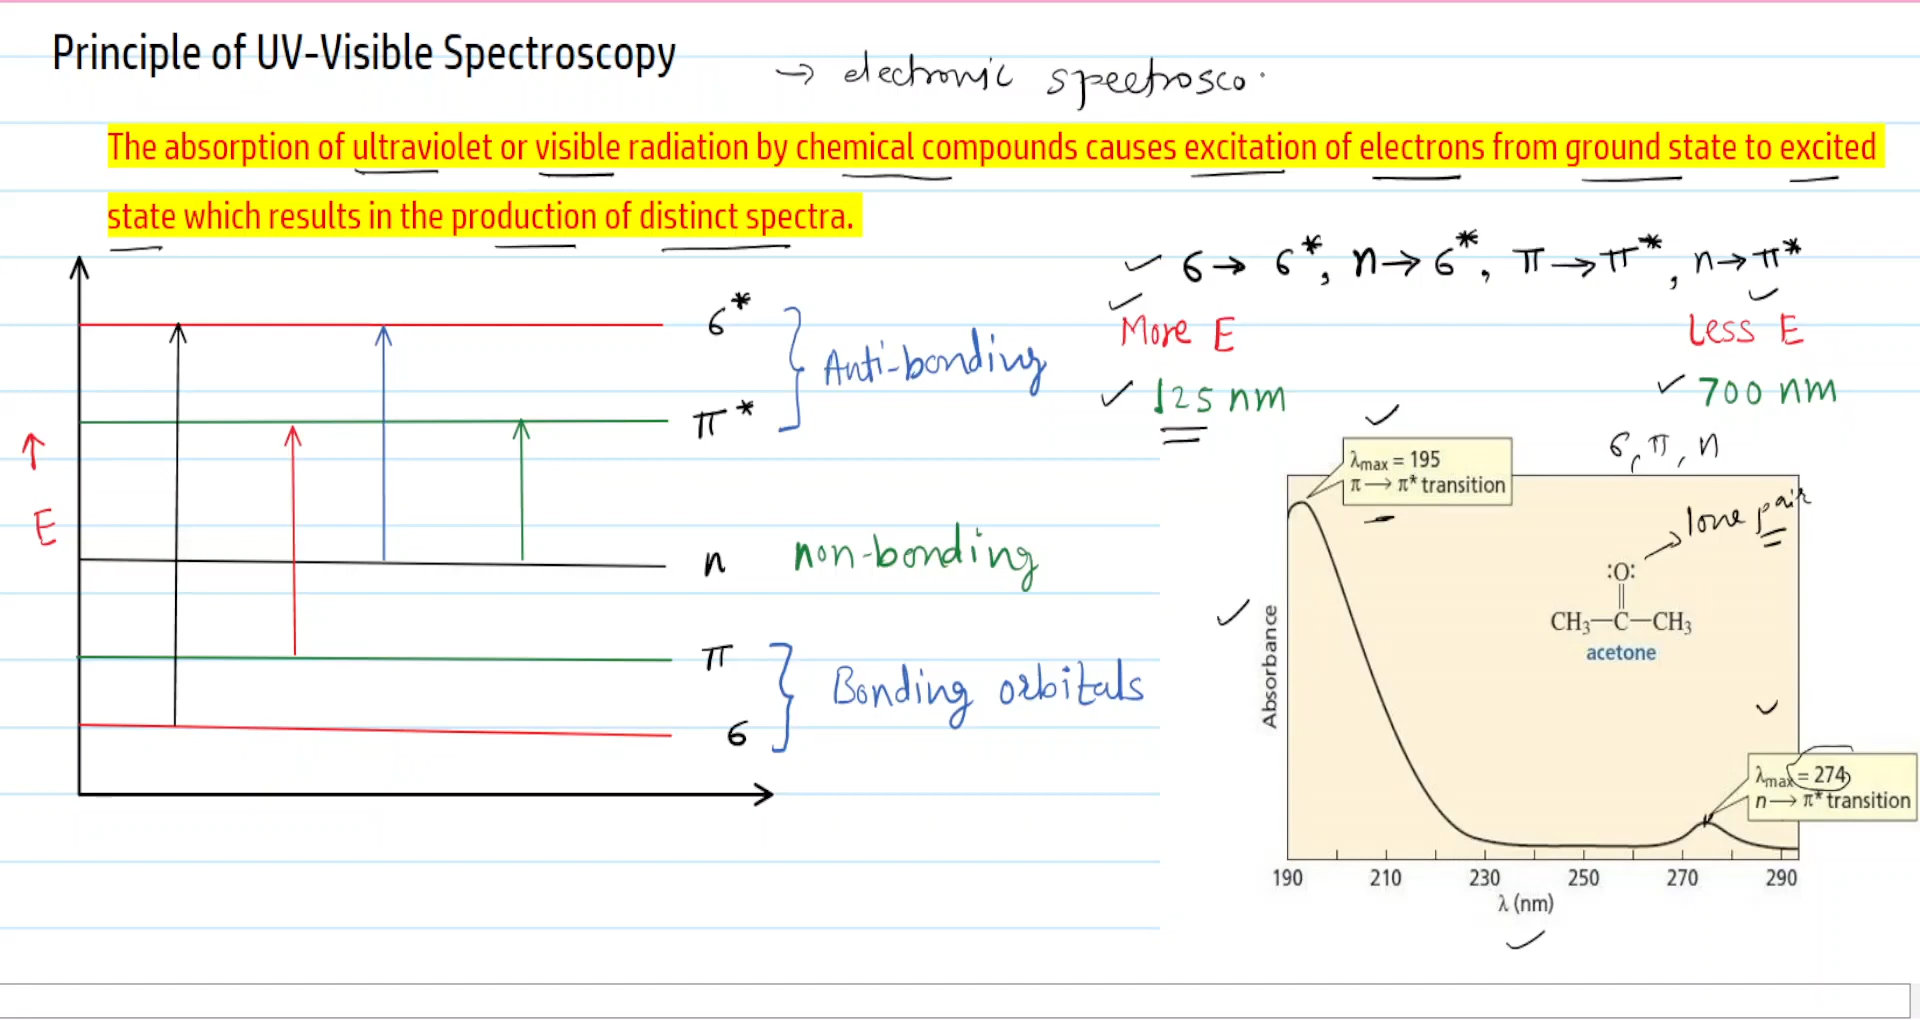 Principle of UV-Visible Spectroscopy
→ electronic spectrosco
The absorption of ultraviolet or visible radiation by chemical compounds causes excitation of electrons from ground state to excited
state which results in the production of distinct spectra.
б → б*, n → б*, π → π*, n → π*
More E
Less E
125 nm
700 nm
б, π, n
б*
π*
Anti-bonding
E
n
non-bonding
π
б
Bonding orbitals
λmax = 195
π → π* transition
lone pair
:O:
CH₃—C—CH₃
acetone
Absorbance
λmax = 274
n → π* transition
190 210 230 250 270 290
λ (nm)